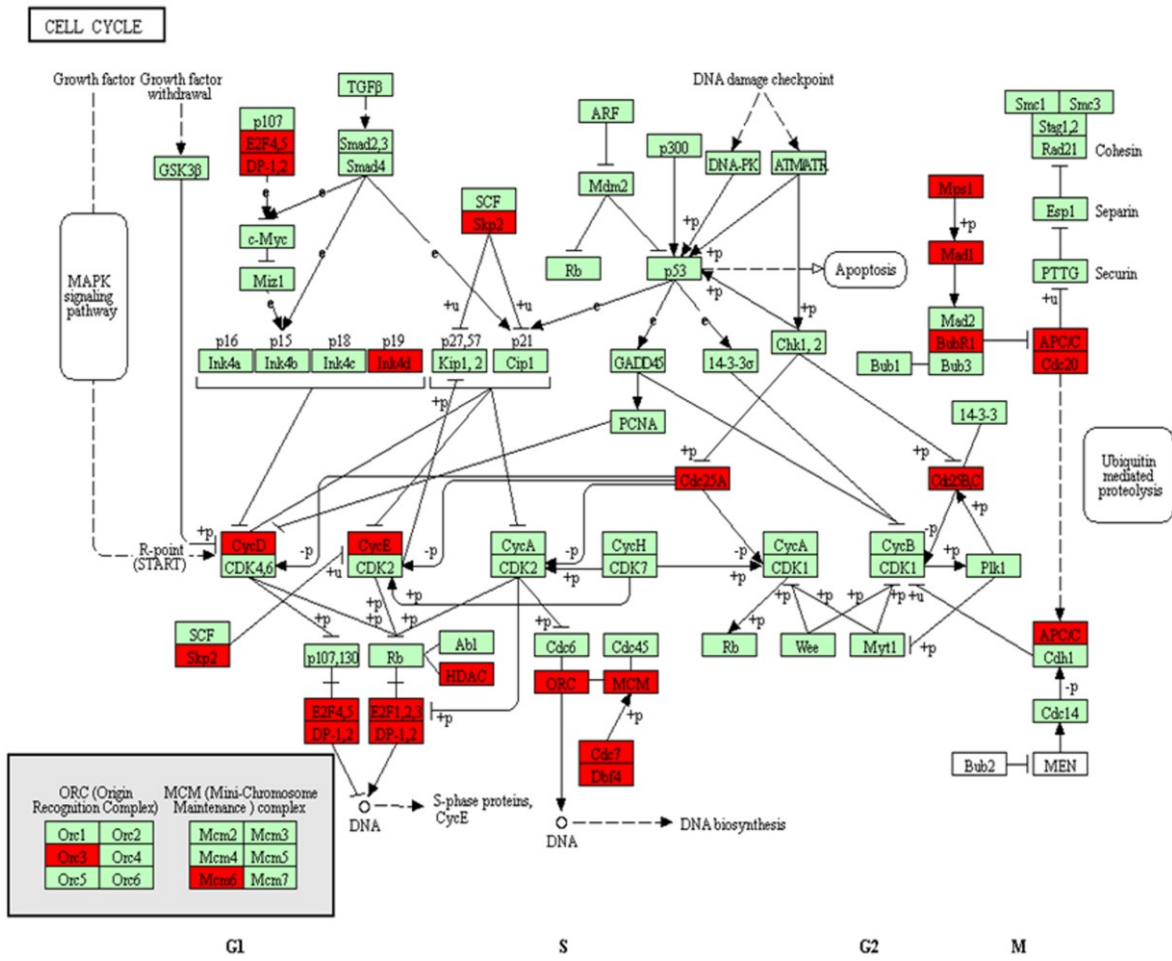 CELL CYCLE
Growth factor
Growth factor
withdrawal
TGFβ
DNA damage checkpoint
Smc1 Smc3
Stag1,2
Rad21
Cohesin
p107
E2F4,5
DP-1,2
Smad2,3
Smad4
ARF
p300
DNA-PK
ATM/ATR
GSK3β
Mdm2
Mps1
+p
SCF
Skp2
Esp1
Separin
e
e
c-Myc
Miz1
e
e
MAPK
signaling
pathway
Rb
p53
+p
+p
+p
Apoptosis
Mad1
PTTG
Securin
+p
+u
+u
+u
e
e
e
+p
Mad2
BubR1
Bub3
Bub1
APC/C
Cdc20
p16
Ink4a
p15
Ink4b
p18
Ink4c
p19
Ink4d
p27,57
Kip1, 2
p21
Cip1
GADD45
14-3-3σ
Chk1, 2
+p
PCNA
14-3-3
+p
Cdc25A
+p
Cdc25B,C
Ubiquitin
mediated
proteolysis
R-point
(START)
+p
CycD
CDK4,6
-p
CycE
CDK2
-p
CycA
CDK2
-p
+p
CycH
CDK7
+p
-p
CycA
CDK1
CycB
CDK1
-p
+p
Plk1
+u
+u
+p
+p
+p
+p
+p
+p
+p
+p
+p
+p
SCF
Skp2
p107,130
Rb
Abl
HDAC
Cdc6
ORC
Cdc45
MCM
Rb
Wee
Myt1
APC/C
Cdh1
-p
Cdc14
E2F4,5
DP-1,2
E2F1,2,3
DP-1,2
+p
+p
Cdc7
Dbf4
Bub2
MEN
DNA
S-phase proteins,
CycE
DNA
DNA biosynthesis
ORC (Origin
Recognition Complex)
Orc1 Orc2
Orc3 Orc4
Orc5 Orc6
MCM (Mini-Chromosome
Maintenance ) complex
Mcm2 Mcm3
Mcm4 Mcm5
Mcm6 Mcm7
G1
S
G2
M